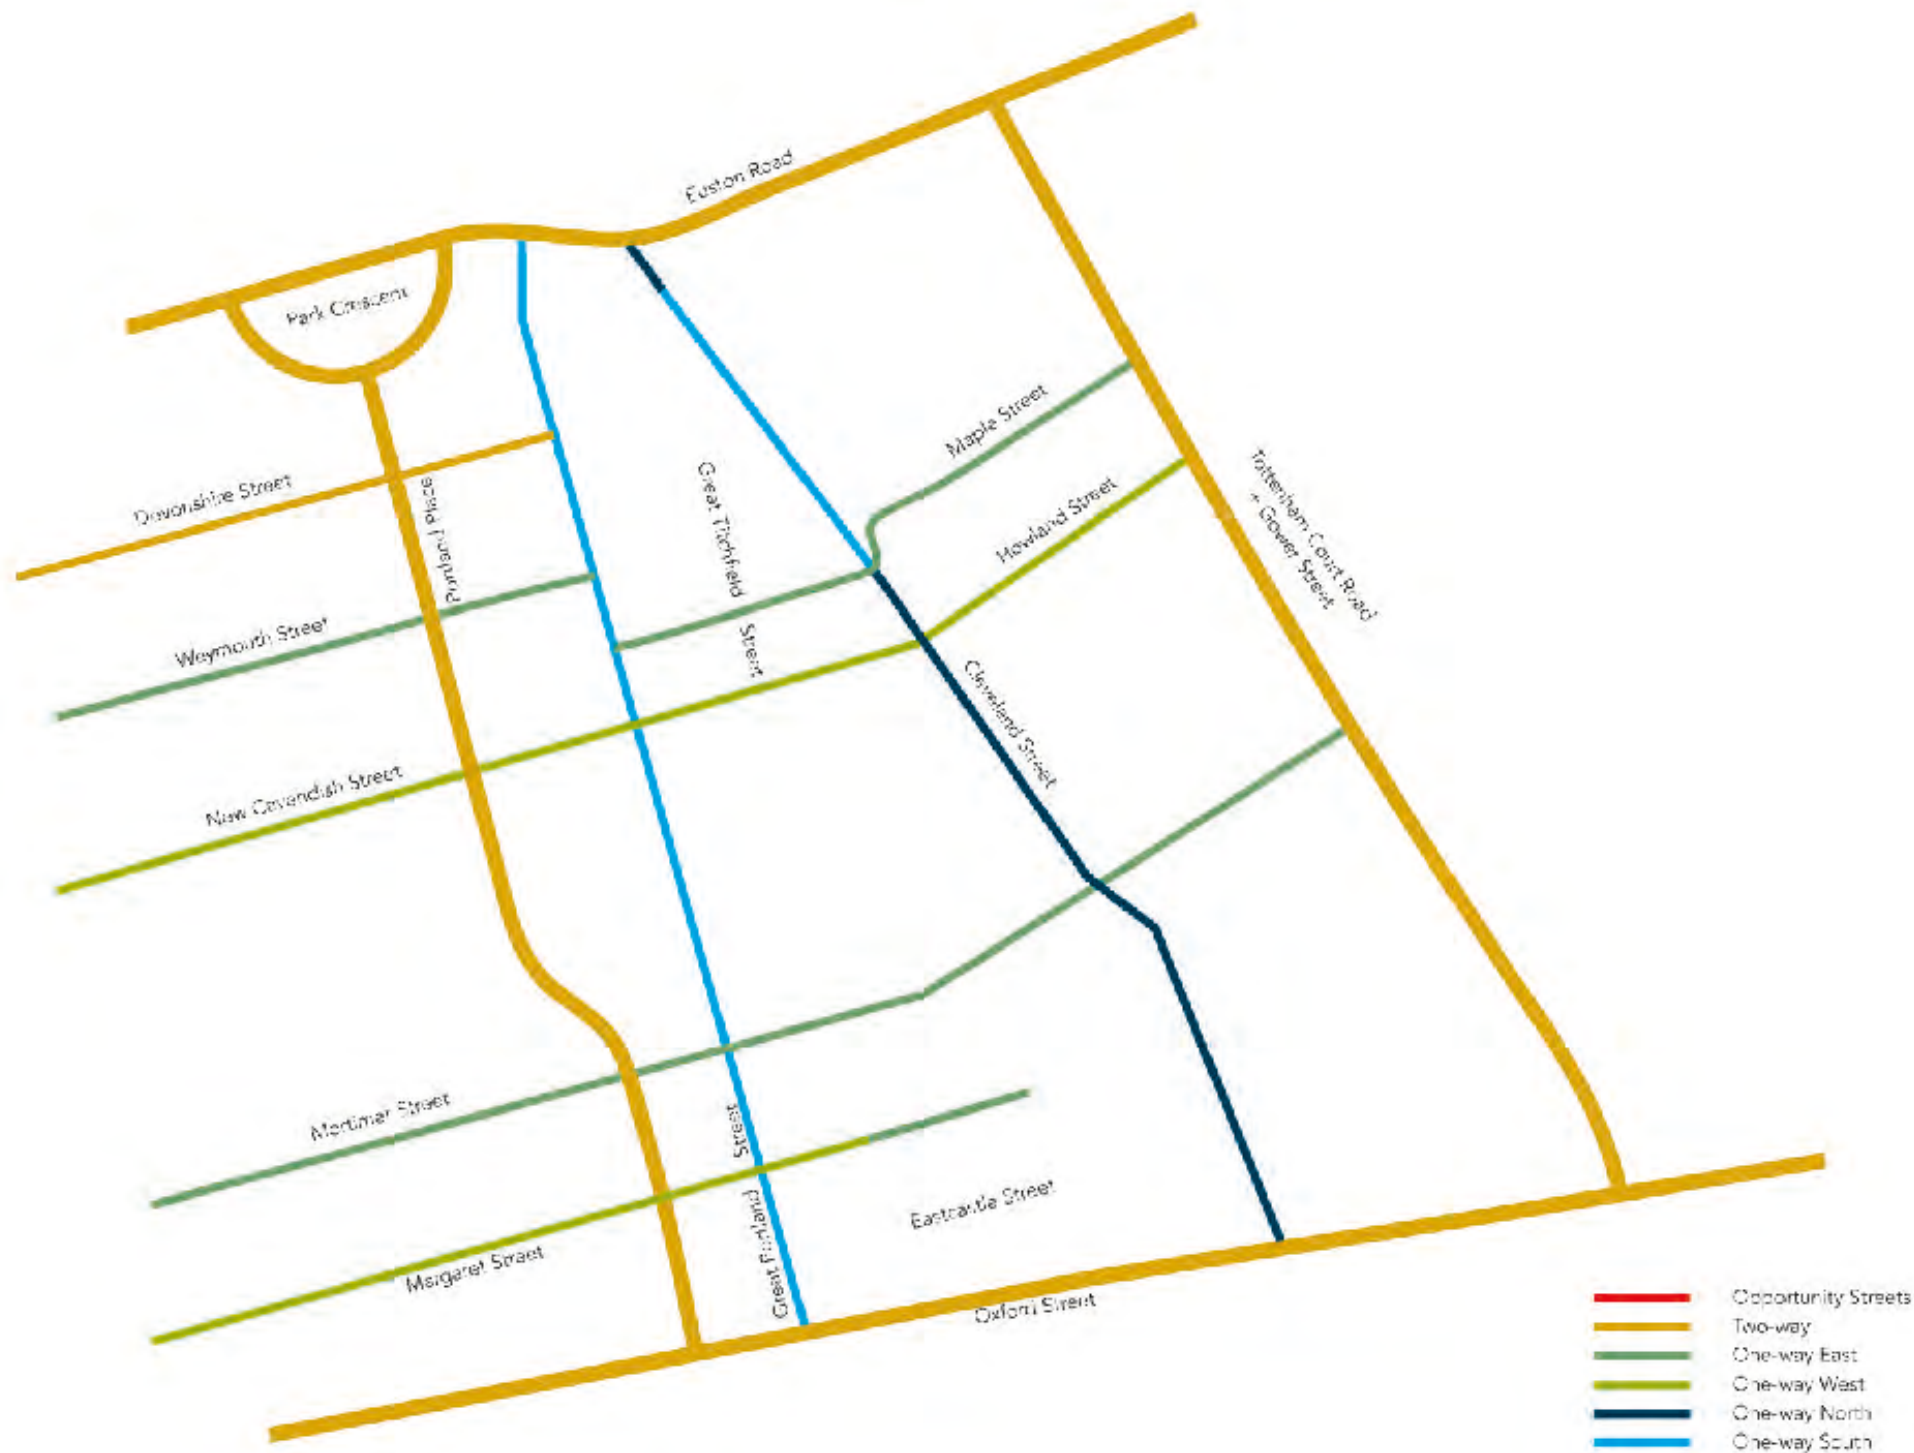 Euston Road
Park Crescent
Maple Street
Devonshire Street
Portland Place
Great Titchfield
Street
Howland Street
Tottenham Court Road
+ Gower Street
Weymouth Street
Cleveland Street
New Cavendish Street
Mortimer Street
Great Portland Street
Eastcastle Street
Margaret Street
Oxford Street
Opportunity Streets
Two-way
One-way East
One-way West
One-way North
One-way South